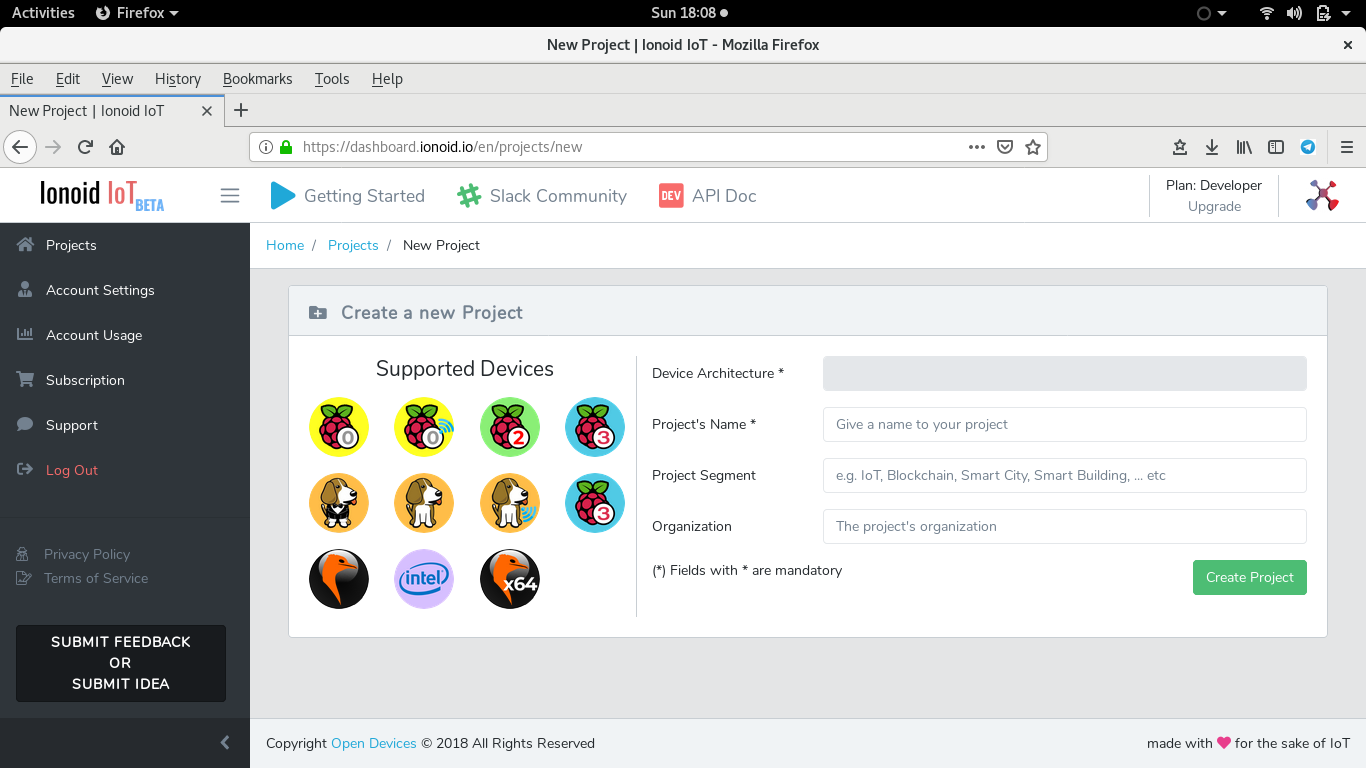 Activities Firefox Sun 18:08
New Project | Ionoid IoT - Mozilla Firefox
File Edit View History Bookmarks Tools Help
New Project | Ionoid IoT
https://dashboard.ionoid.io/en/projects/new
Ionoid IoT BETA
Getting Started
Slack Community
DEV API Doc
Plan: Developer
Upgrade
Projects
Account Settings
Account Usage
Subscription
Support
Log Out
Privacy Policy
Terms of Service
SUBMIT FEEDBACK
OR
SUBMIT IDEA
Home / Projects / New Project
Create a new Project
Supported Devices
0 0 2 3
3
intel x64
Device Architecture *
Project's Name * Give a name to your project
Project Segment e.g. IoT, Blockchain, Smart City, Smart Building, ... etc
Organization The project's organization
(*) Fields with * are mandatory
Create Project
Copyright Open Devices © 2018 All Rights Reserved
made with ❤ for the sake of IoT